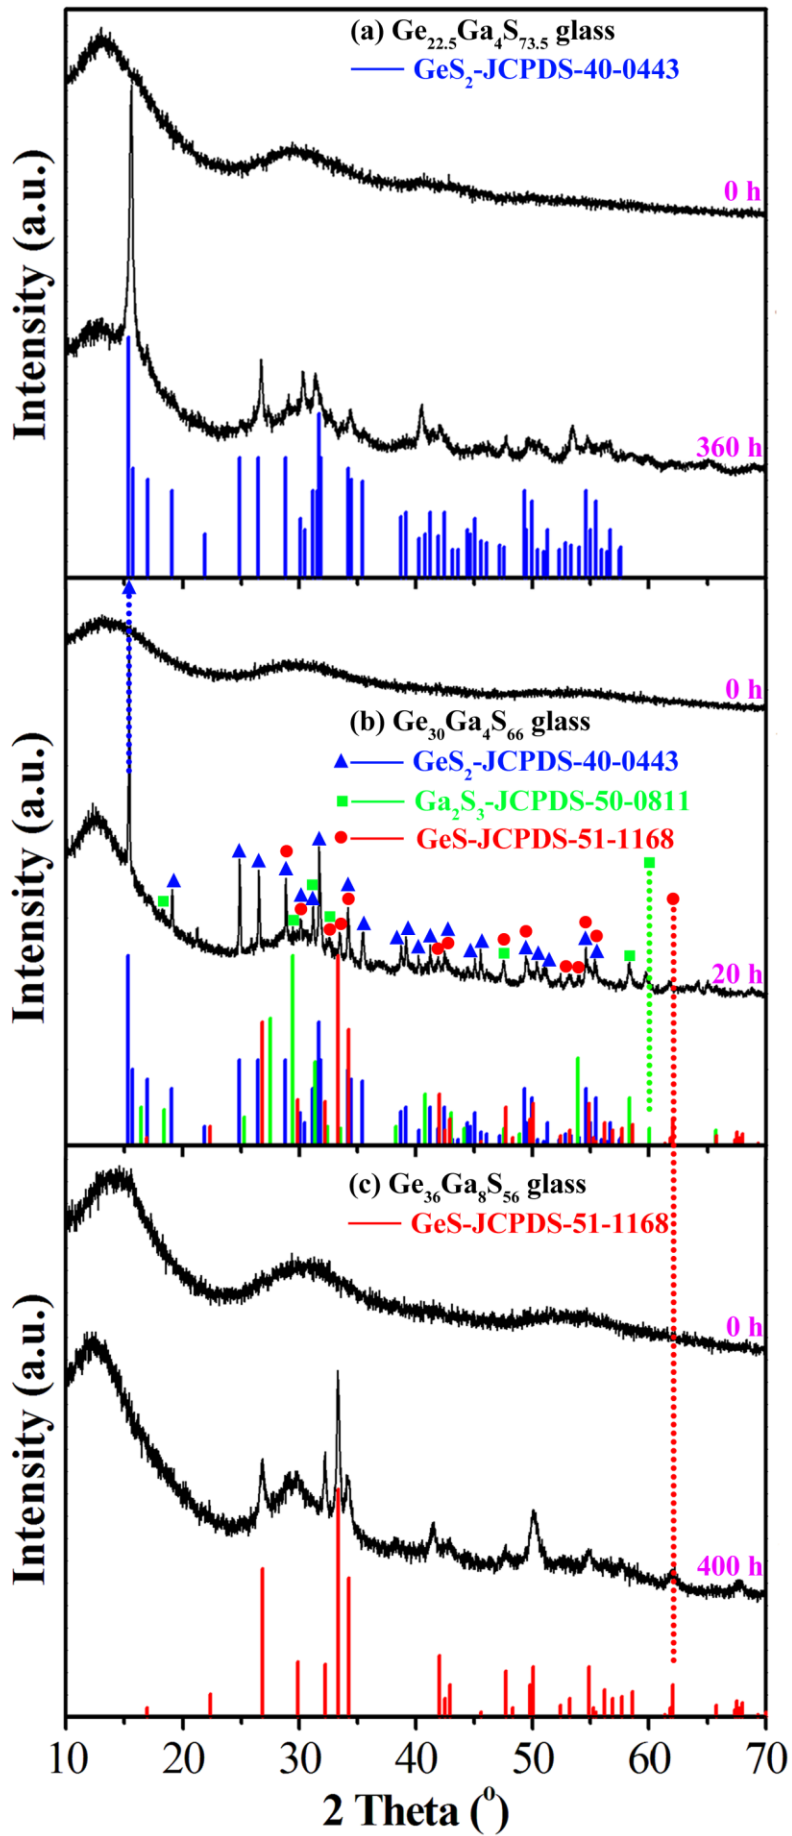 (a) Ge22.5Ga4S73.5 glass
GeS2-JCPDS-40-0443
0 h
360 h
Intensity (a.u.)
0 h
(b) Ge30Ga4S66 glass
GeS2-JCPDS-40-0443
Ga2S3-JCPDS-50-0811
GeS-JCPDS-51-1168
20 h
Intensity (a.u.)
(c) Ge36Ga8S56 glass
GeS-JCPDS-51-1168
0 h
400 h
Intensity (a.u.)
10 20 30 40 50 60 70
2 Theta (°)